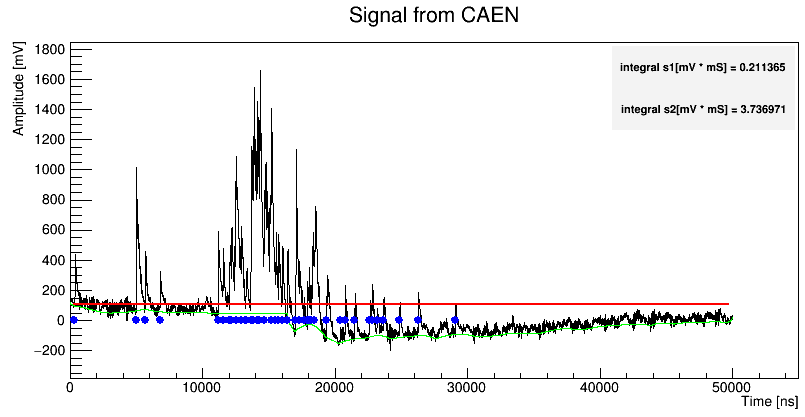 Signal from CAEN
Amplitude [mV]
integral s1[mV * mS] = 0.211365
integral s2[mV * mS] = 3.736971
1800
1600
1400
1200
1000
800
600
400
200
0
−200
0 10000 20000 30000 40000 50000
Time [ns]